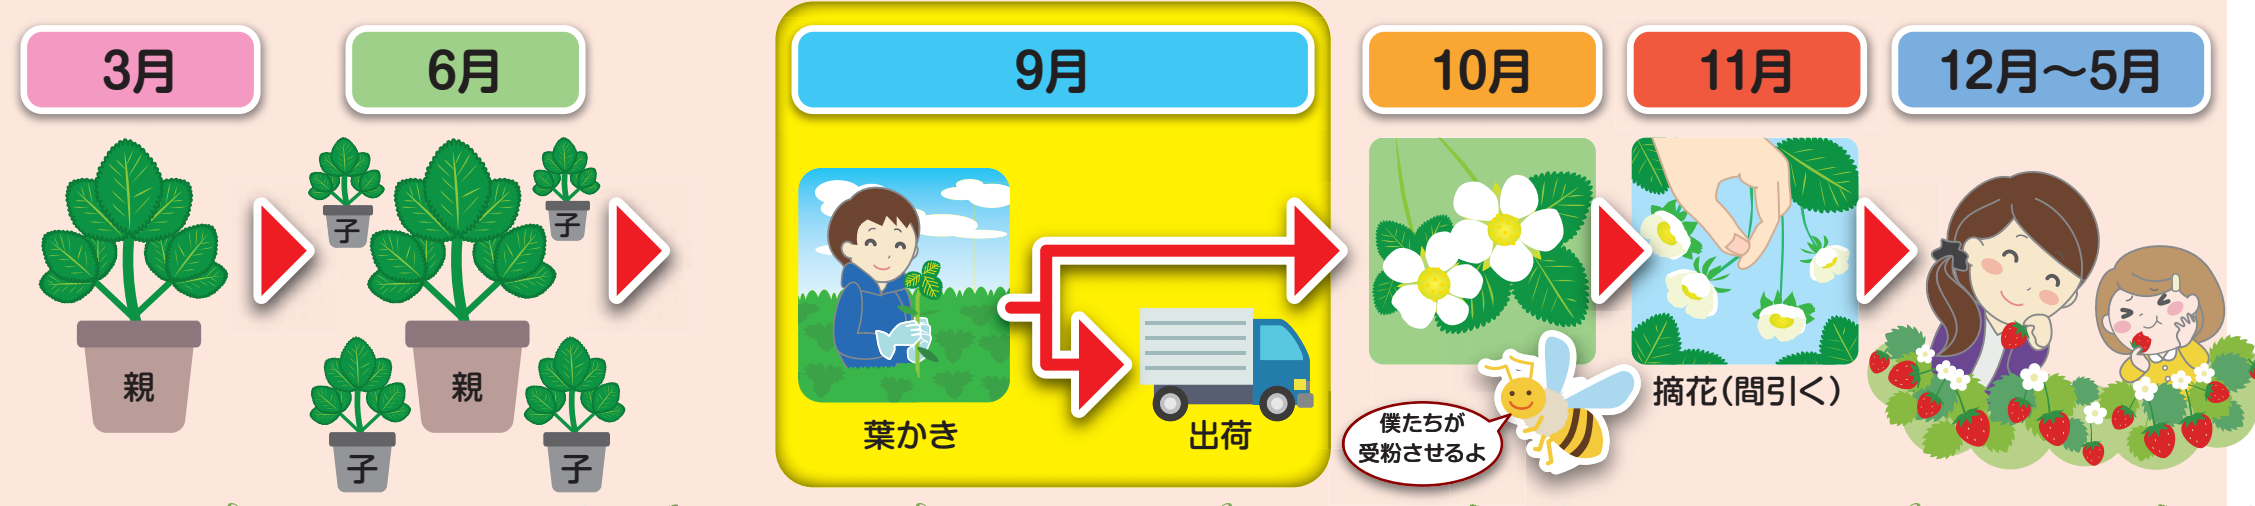 3月
6月
9月
10月
11月
12月～5月
子
子
親
親
子
子
葉かき
出荷
僕たちが
受粉させるよ
摘花（間引く）